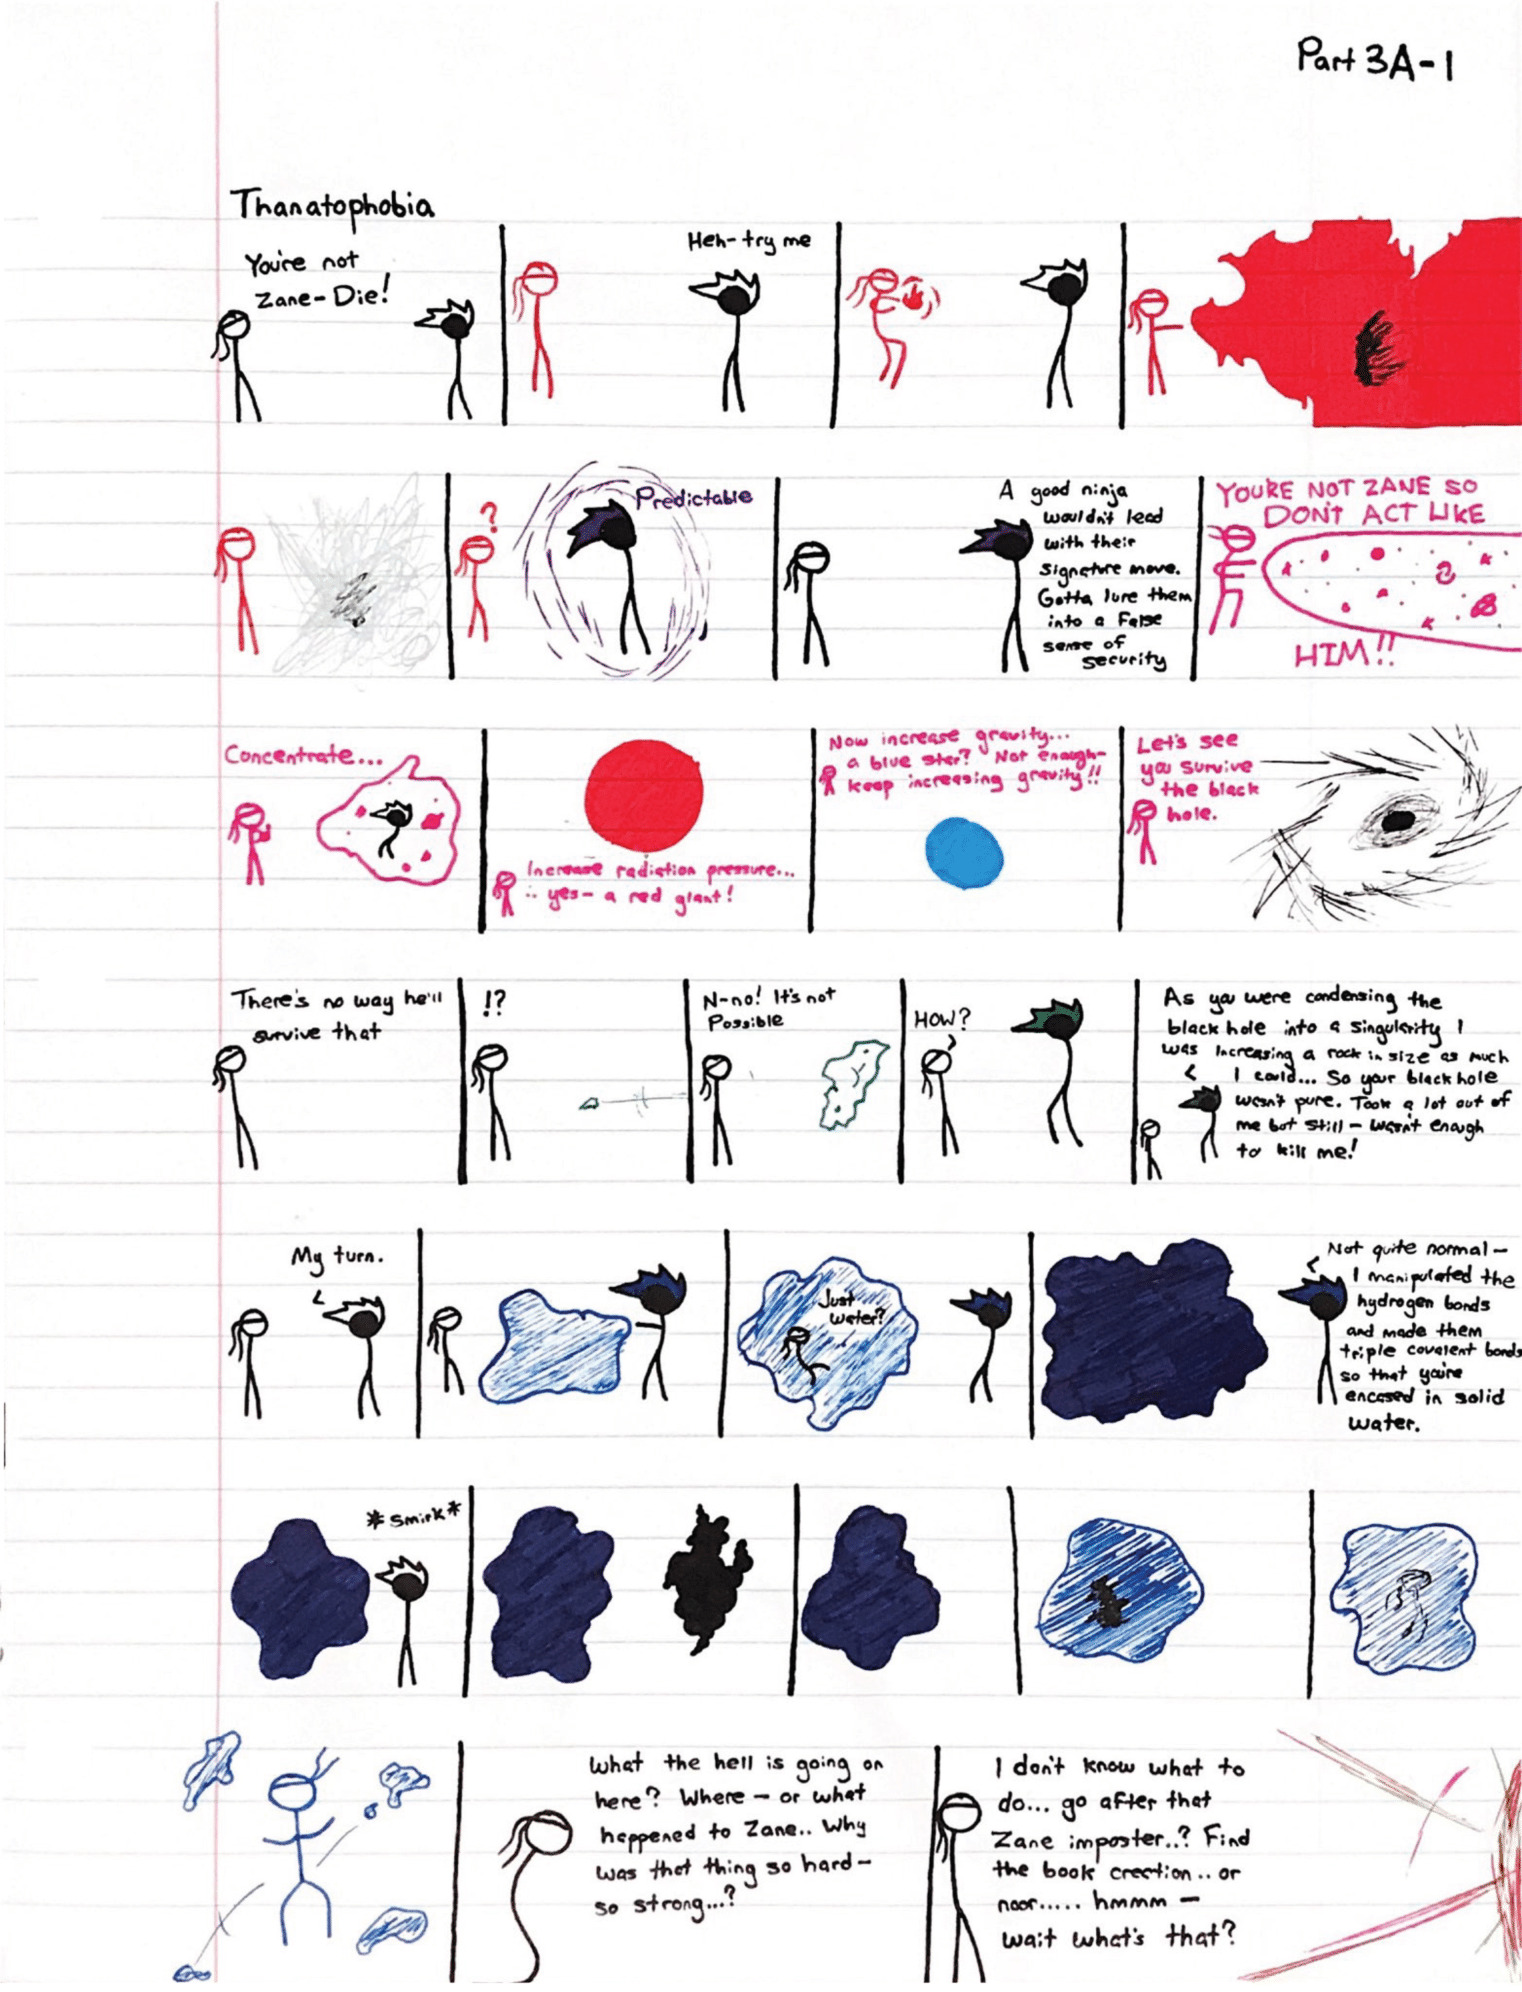 Part 3A-1
Thanatophobia
You're not
Zane-Die!
Heh-try me
?
Predictable
A good ninja
wouldn't lead
with their
signature move.
Gotta lure them
into a False
sense of
security
YOU'RE NOT ZANE SO
DON'T ACT LIKE
HIM!!
Concentrate...
Increase radiation pressure...
.. yes- a red giant!
Now increase gravity...
a blue star? Not enough-
keep increasing gravity!!
Let's see
you survive
the black
hole.
There's no way he'll
survive that
!?
N-no! It's not
Possible
HOW?
As you were condensing the
black hole into a singularity I
was increasing a rock in size as much
I could... So your black hole
wasn't pure. Took a lot out of
me but still - wasn't enough
to kill me!
My turn.
Just
water?
Not quite normal-
I manipulated the
hydrogen bonds
and made them
triple covalent bonds
so that you're
encased in solid
water.
*Smirk*
What the hell is going on
here? Where - or what
happened to Zane.. Why
was that thing so hard-
so strong...?
I don't know what to
do... go after that
Zane imposter..? Find
the book creation.. or
noor..... hmmm -
wait what's that?